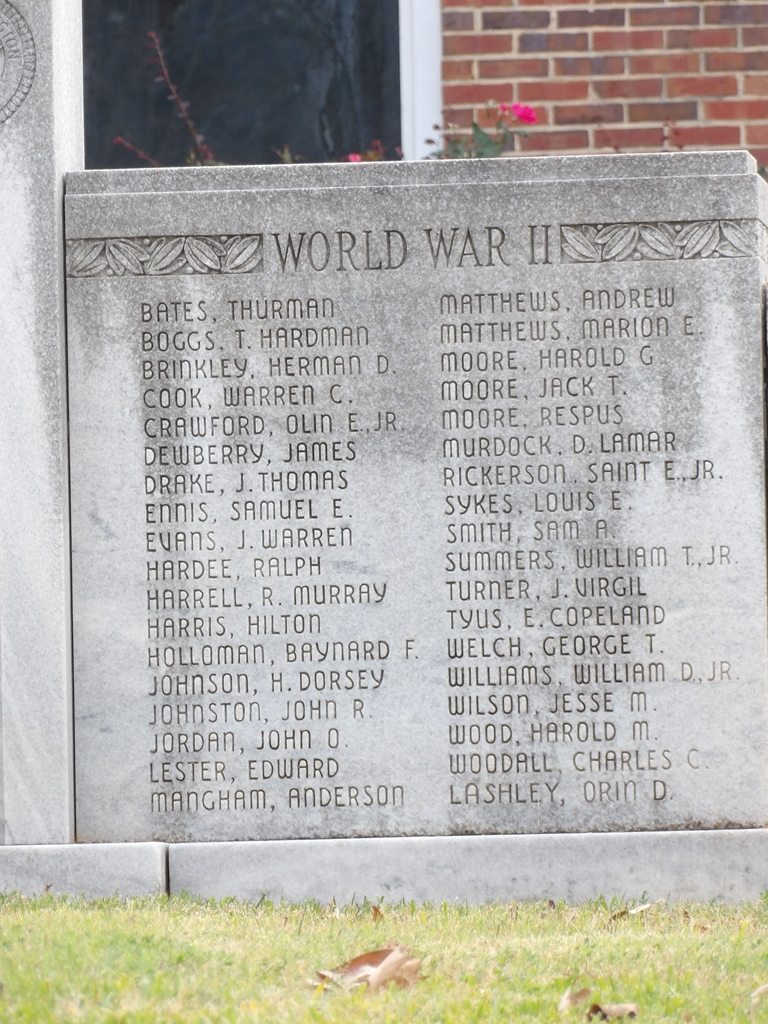 WORLD WAR II
BATES, THURMAN
BOGGS, T. HARDMAN
BRINKLEY, HERMAN D.
COOK, WARREN C.
CRAWFORD, OLIN E., JR.
DEWBERRY, JAMES
DRAKE, J. THOMAS
ENNIS, SAMUEL E.
EVANS, J. WARREN
HARDEE, RALPH
HARRELL, R. MURRAY
HARRIS, HILTON
HOLLOMAN, BAYNARD F.
JOHNSON, H. DORSEY
JOHNSTON, JOHN R.
JORDAN, JOHN O.
LESTER, EDWARD
MANGHAM, ANDERSON
MATTHEWS, ANDREW
MATTHEWS, MARION E.
MOORE, HAROLD G
MOORE, JACK T.
MOORE, RESPUS
MURDOCK, D. LAMAR
RICKERSON, SAINT E., JR.
SYKES, LOUIS E.
SMITH, SAM A.
SUMMERS, WILLIAM T., JR.
TURNER, J. VIRGIL
TYUS, E. COPELAND
WELCH, GEORGE T.
WILLIAMS, WILLIAM D., JR.
WILSON, JESSE M.
WOOD, HAROLD M.
WOODALL, CHARLES C.
LASHLEY, ORIN D.